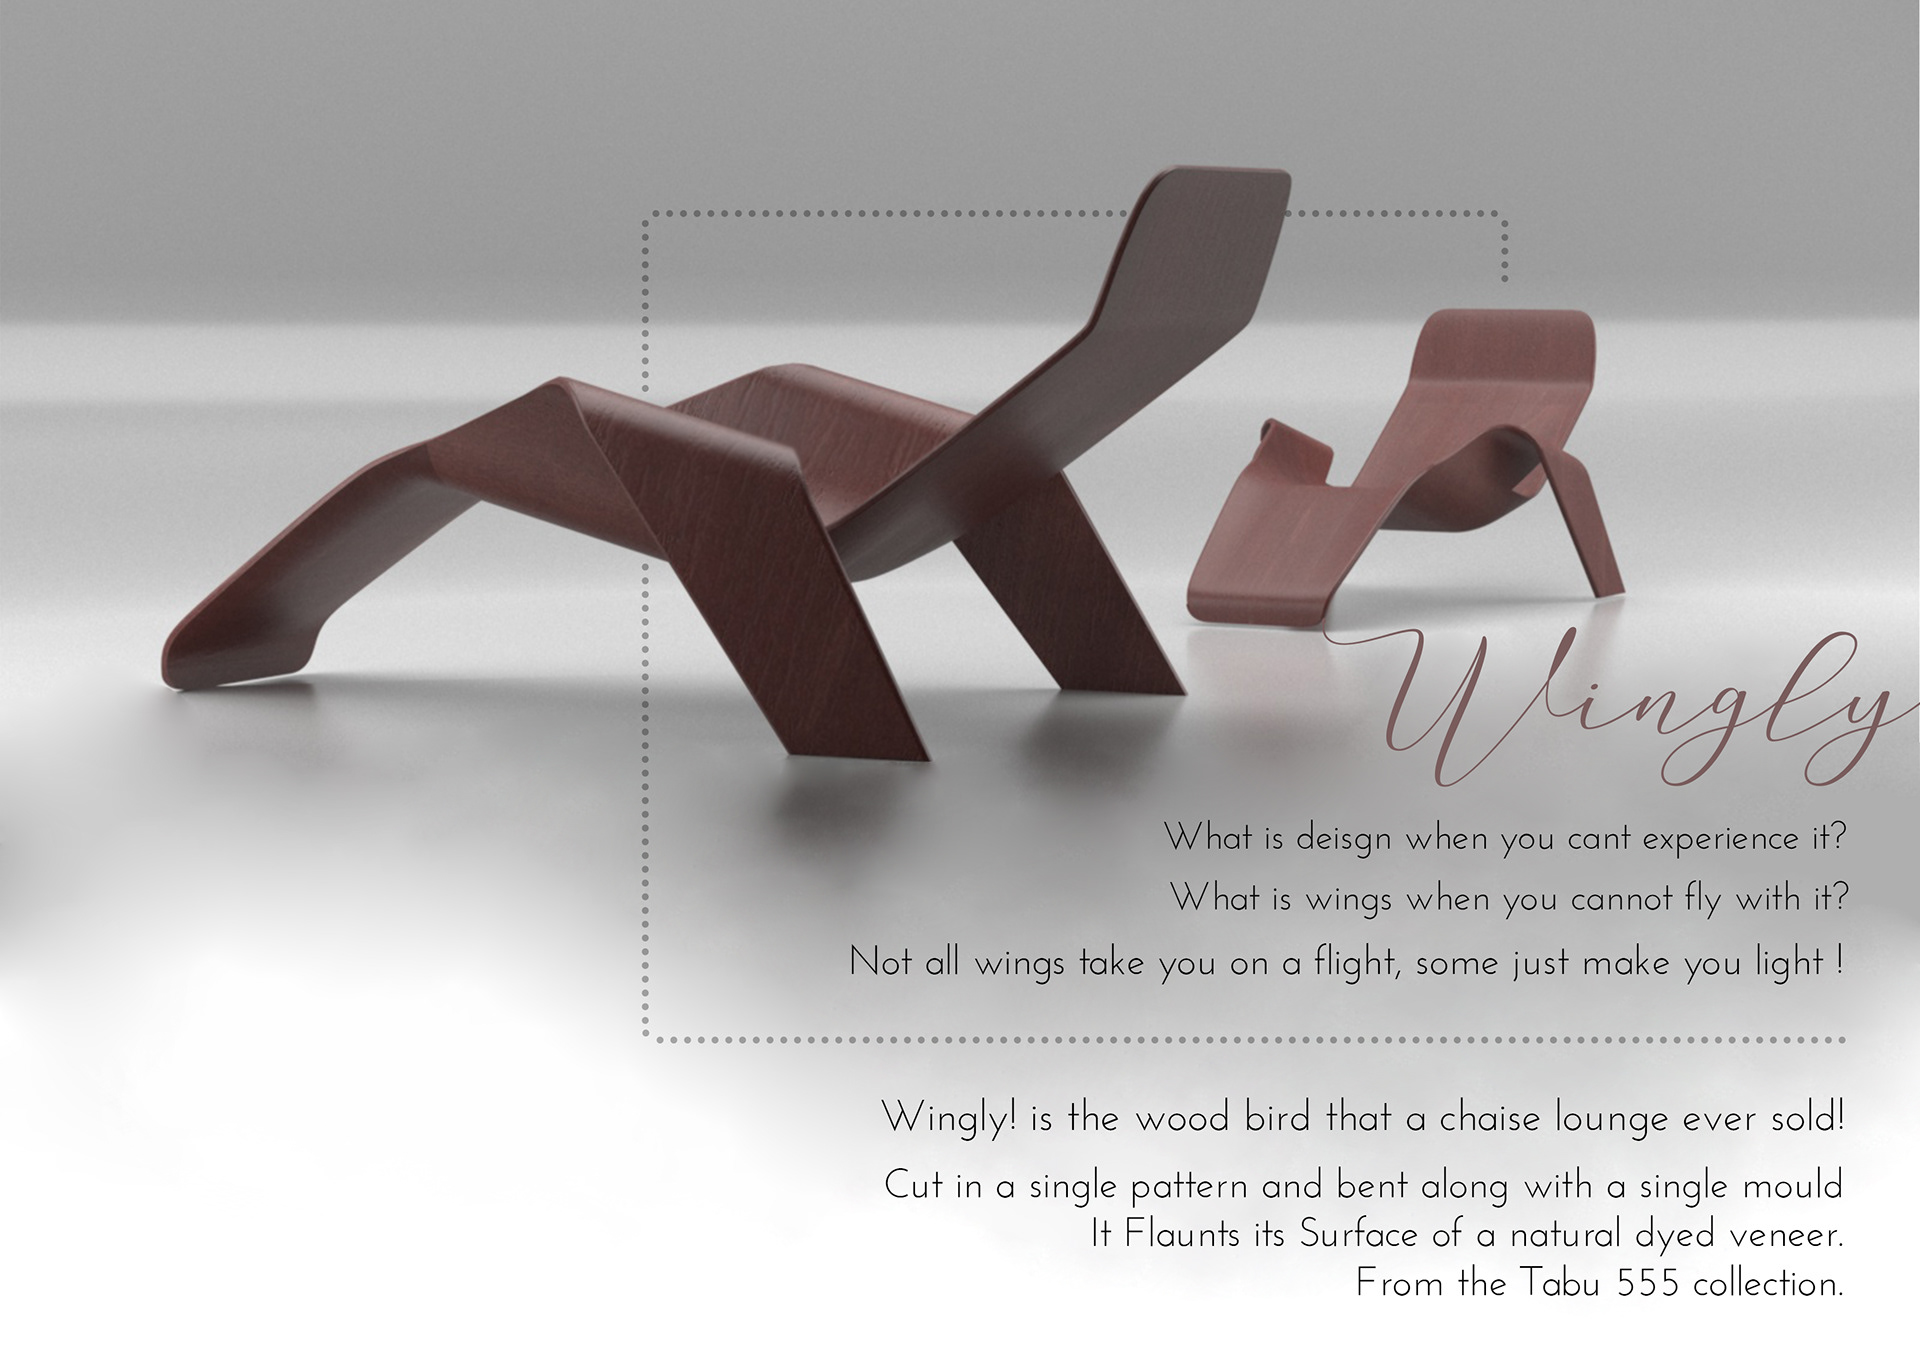 Wingly
What is deisgn when you cant experience it?
What is wings when you cannot fly with it?
Not all wings take you on a flight, some just make you light !
Wingly! is the wood bird that a chaise lounge ever sold!
Cut in a single pattern and bent along with a single mould
It Flaunts its Surface of a natural dyed veneer.
From the Tabu 555 collection.